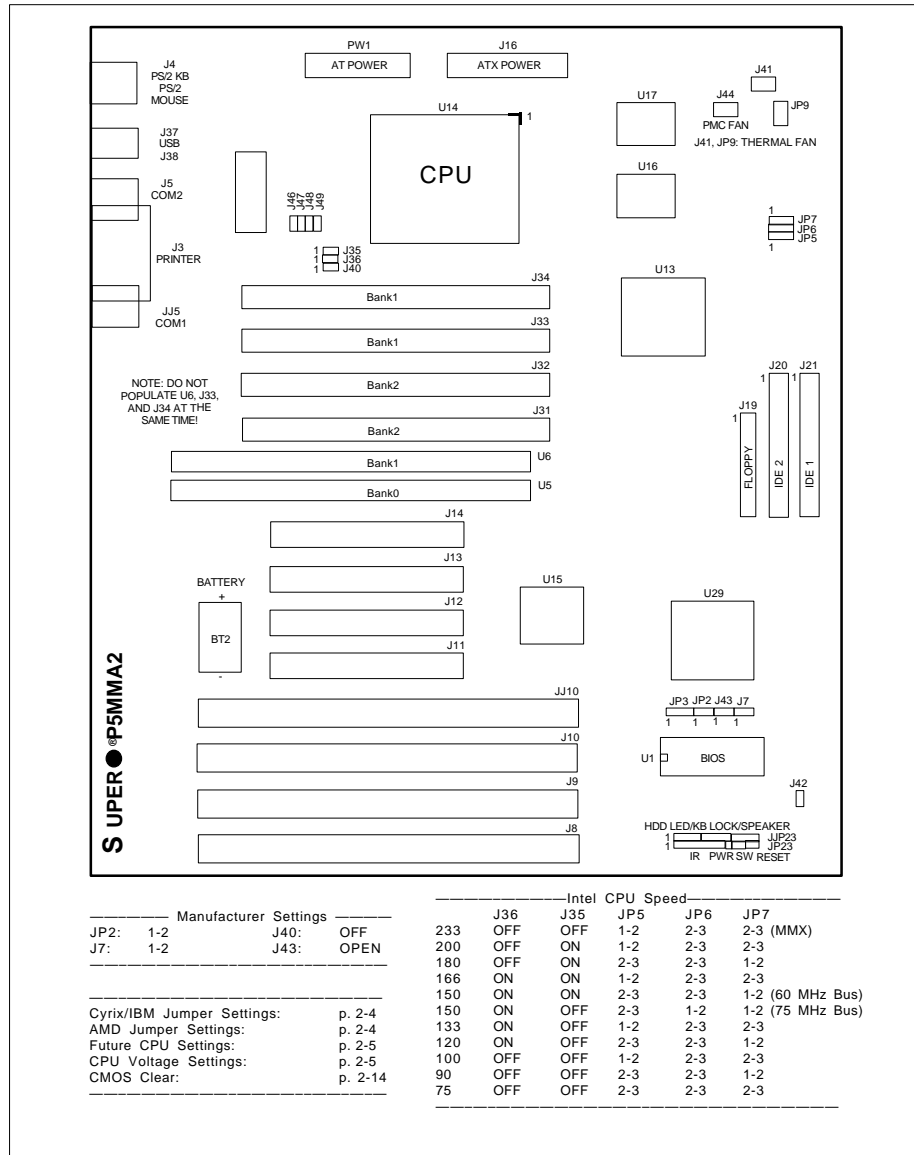 PW1
AT POWER
J16
ATX POWER
J4
PS/2 KB
PS/2
MOUSE
J41
U17
J44
JP9
PMC FAN
J41, JP9: THERMAL FAN
U14
1
CPU
J37
USB
J38
U16
J5
COM2
J46
J47
J48
J49
1
JP7
JP6
JP5
1
J3
PRINTER
1 J35
1 J36
1 J40
U13
J34
Bank1
JJ5
COM1
J33
Bank1
J32
Bank2
NOTE: DO NOT
POPULATE U6, J33,
AND J34 AT THE
SAME TIME!
J31
Bank2
J20
J21
1
1
J19
1
FLOPPY
IDE 2
IDE 1
U6
Bank1
U5
Bank0
J14
J13
BATTERY
+
BT2
-
J12
J11
U15
U29
SUPER ® P5MMA2
JJ10
JP3 JP2 J43 J7
1 1 1 1
J10
U1
BIOS
J9
J42
J8
HDD LED/KB LOCK/SPEAKER
1 JJP23
1 JP23
IR PWR SW RESET
Manufacturer Settings
JP2: 1-2 J40: OFF
J7: 1-2 J43: OPEN
Cyrix/IBM Jumper Settings: p. 2-4
AMD Jumper Settings: p. 2-4
Future CPU Settings: p. 2-5
CPU Voltage Settings: p. 2-5
CMOS Clear: p. 2-14
Intel CPU Speed
J36 J35 JP5 JP6 JP7
233 OFF OFF 1-2 2-3 2-3 (MMX)
200 OFF ON 1-2 2-3 2-3
180 OFF ON 2-3 2-3 1-2
166 ON ON 1-2 2-3 2-3
150 ON ON 2-3 2-3 1-2 (60 MHz Bus)
150 ON OFF 2-3 1-2 1-2 (75 MHz Bus)
133 ON OFF 1-2 2-3 2-3
120 ON OFF 2-3 2-3 1-2
100 OFF OFF 1-2 2-3 2-3
90 OFF OFF 2-3 2-3 1-2
75 OFF OFF 2-3 2-3 2-3